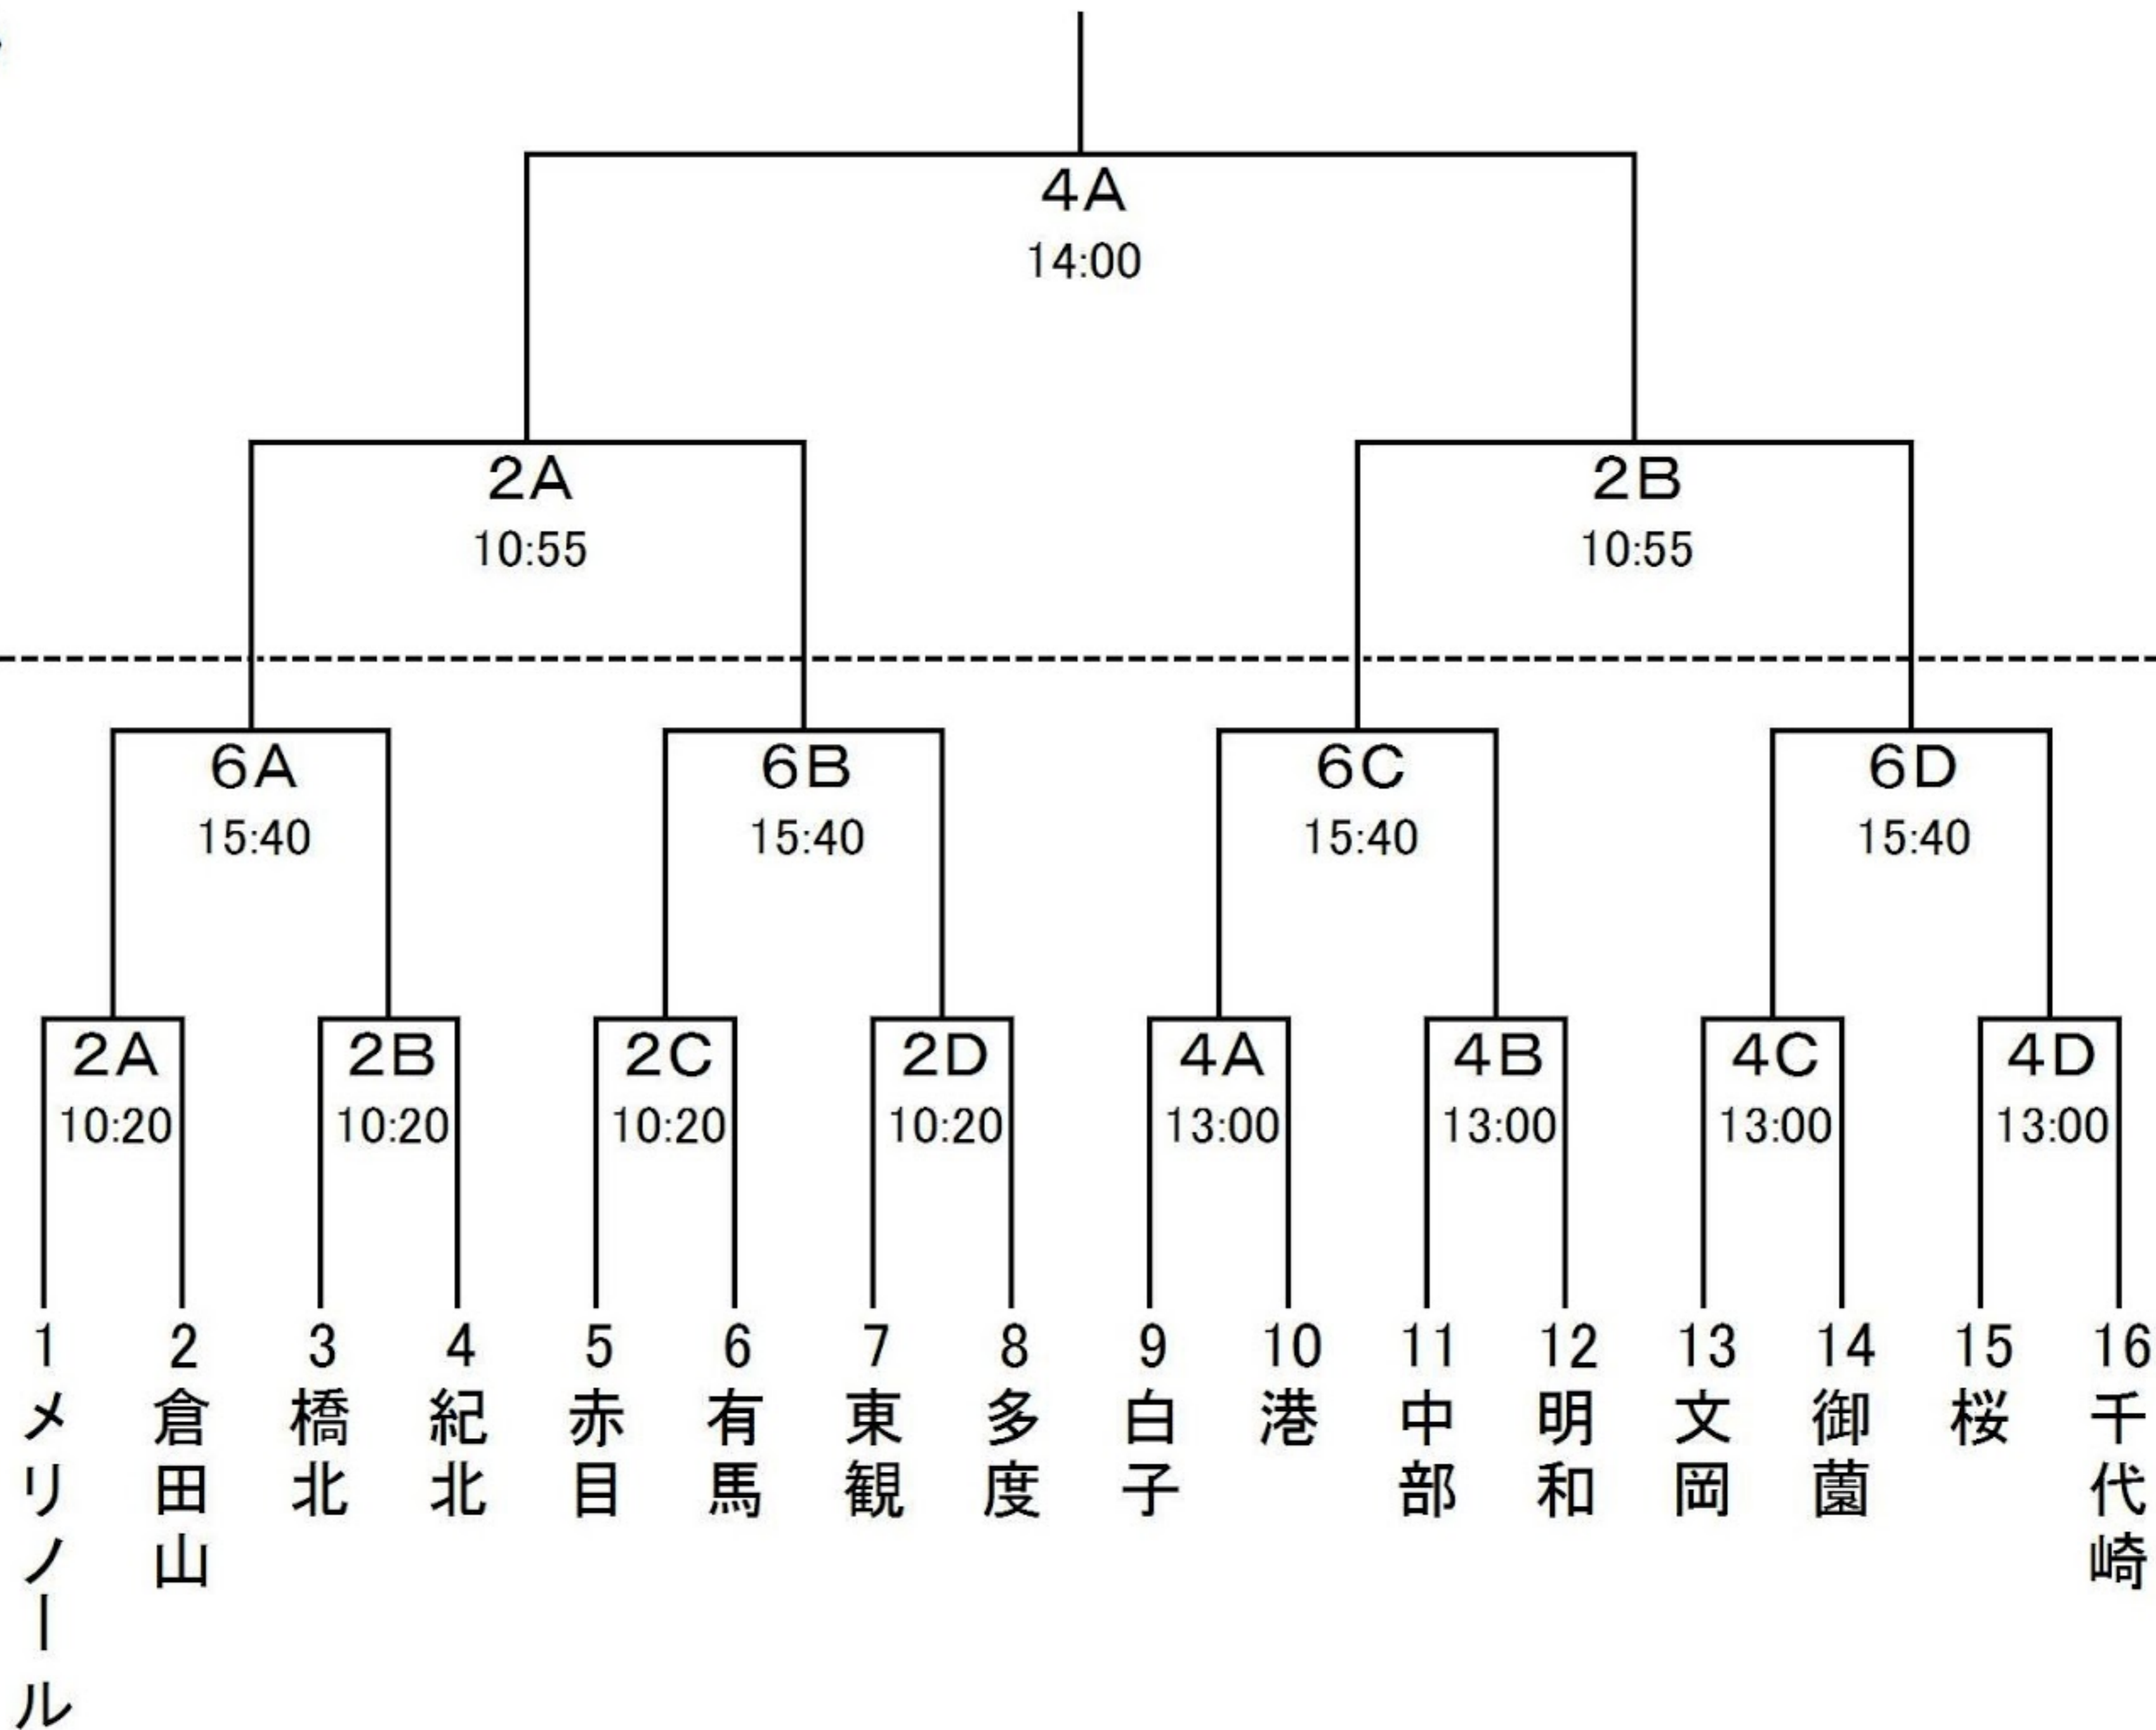 4A
14:00
2A
2B
10:55
10:55
6A
6B
6C
6D
15:40
15:40
15:40
15:40
2A
2B
2C
2D
4A
4B
4C
4D
10:20
10:20
10:20
10:20
13:00
13:00
13:00
13:00
1
メリノール
2
倉田山
3
橋北
4
紀北
5
赤目
6
有馬
7
東観
8
多度
9
白子
10
港
11
中部
12
明和
13
文岡
14
御薗
15
桜
16
千代崎